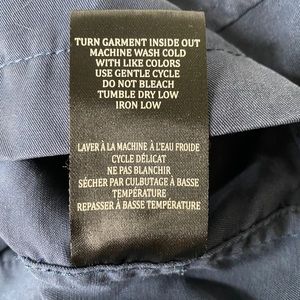 TURN GARMENT INSIDE OUT
MACHINE WASH COLD
WITH LIKE COLORS
USE GENTLE CYCLE
DO NOT BLEACH
TUMBLE DRY LOW
IRON LOW
LAVER À LA MACHINE À L'EAU FROIDE
CYCLE DÉLICAT
NE PAS BLANCHIR
SÉCHER PAR CULBUTAGE À BASSE
TEMPÉRATURE
REPASSER À BASSE TEMPÉRATURE